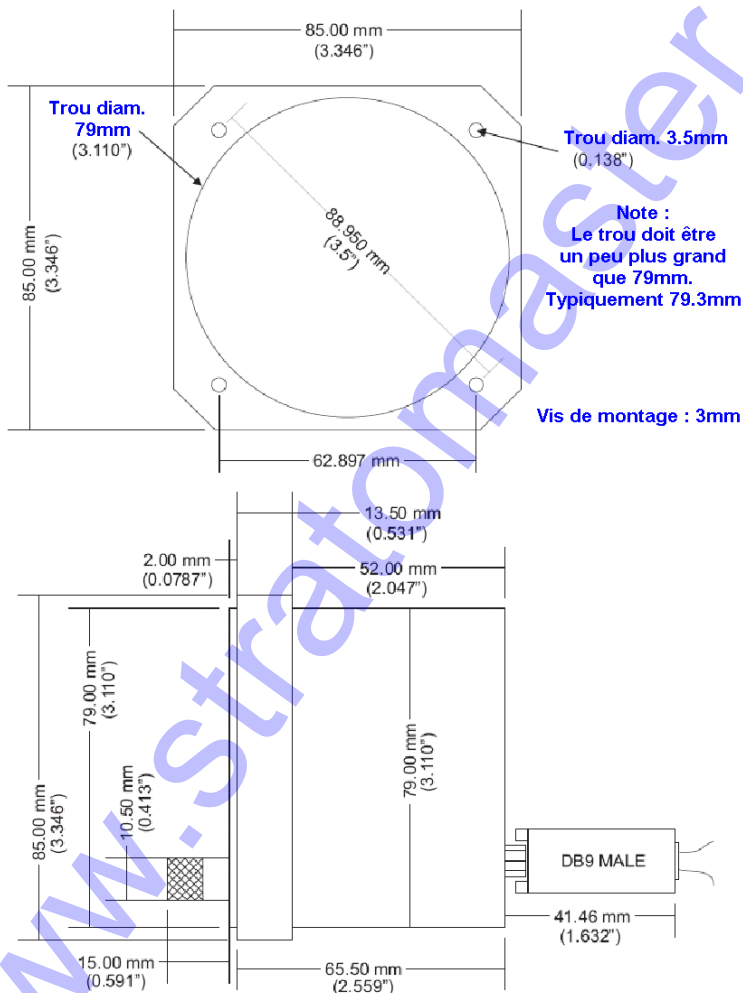 85.00 mm
(3.346")
Trou diam.
79mm
(3.110")
Trou diam. 3.5mm
(0.138")
88.950 mm
(3.5")
85.00 mm
(3.346")
Note :
Le trou doit être
un peu plus grand
que 79mm.
Typiquement 79.3mm
Vis de montage : 3mm
62.897 mm
13.50 mm
(0.531")
2.00 mm
(0.0787")
52.00 mm
(2.047")
79.00 mm
(3.110")
85.00 mm
(3.346")
10.50 mm
(0.413")
79.00 mm
(3.110")
DB9 MALE
41.46 mm
(1.632")
15.00 mm
(0.591")
65.50 mm
(2.559")
www.stratomaster